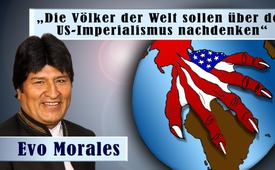 „Die Völker der Welt sollen über d
US-Imperialismus nachdenken“
Evo Morales